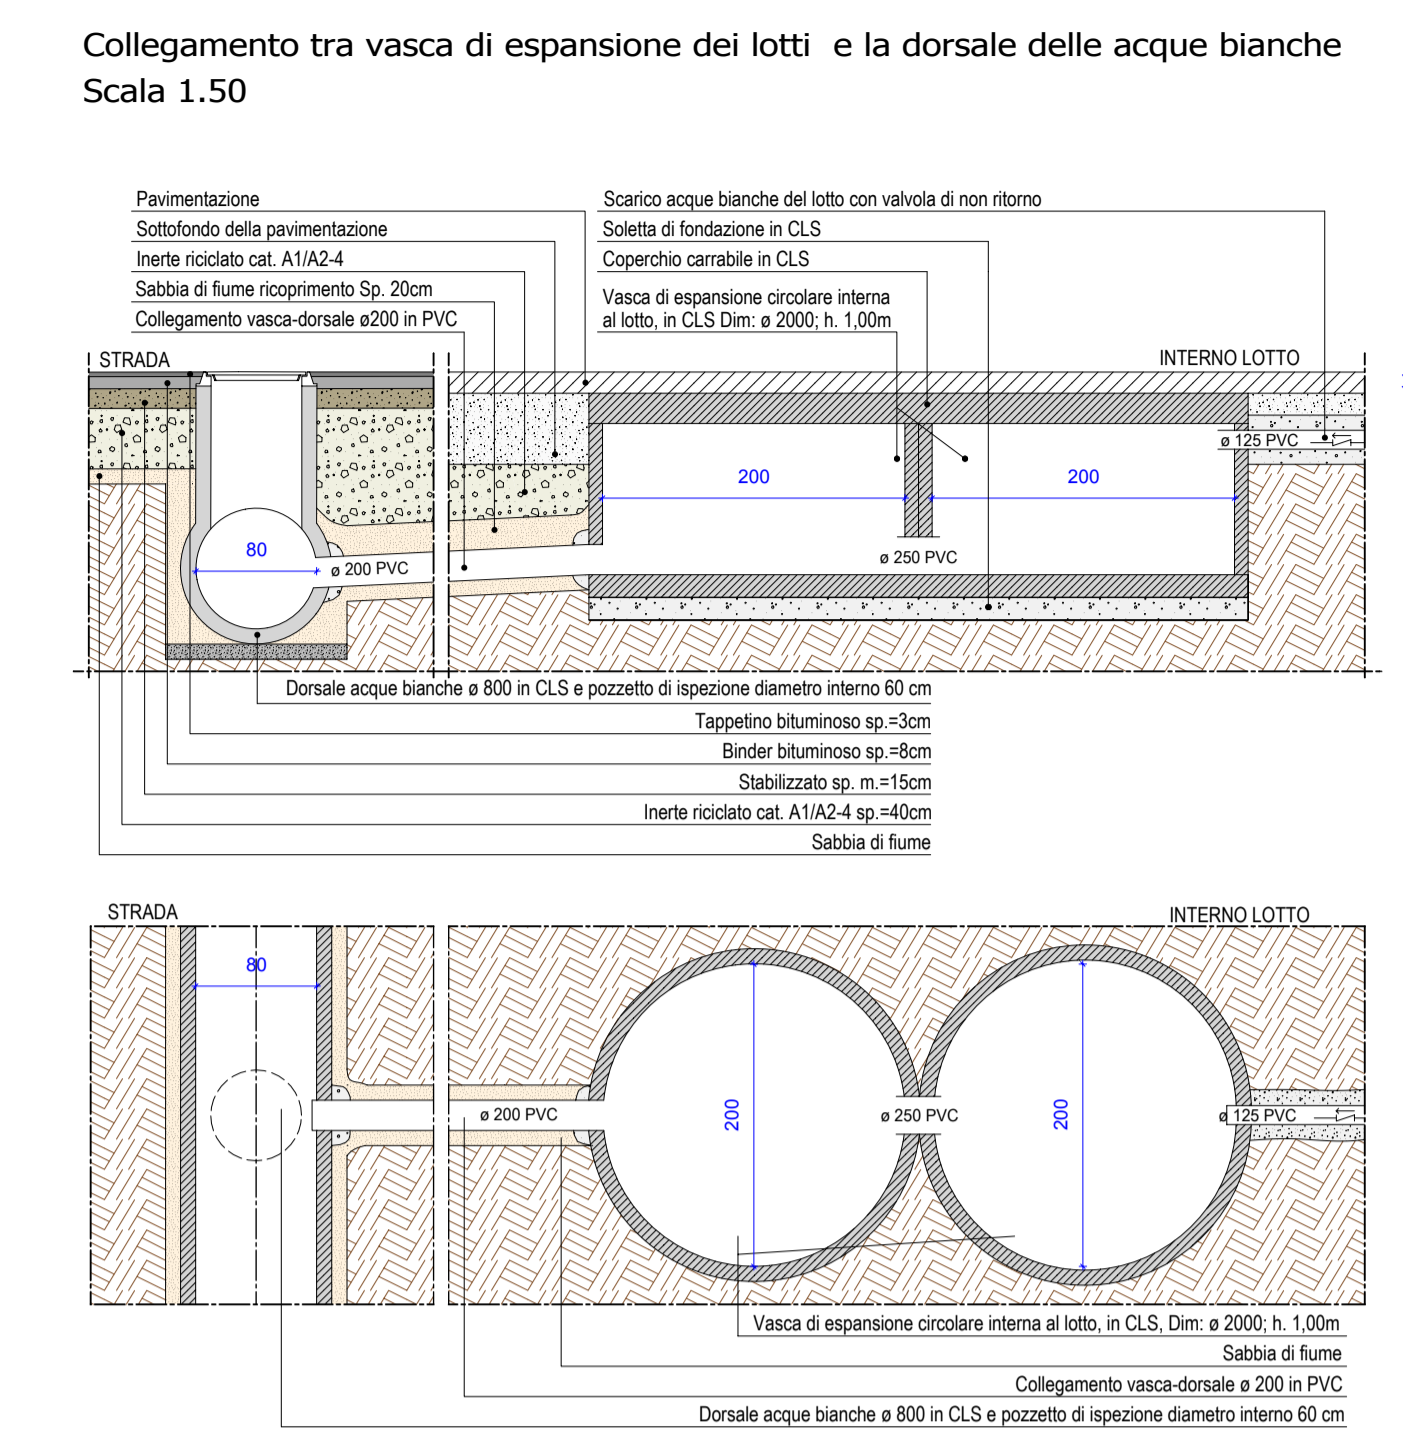 Collegamento tra vasca di espansione dei lotti e la dorsale delle acque bianche
Scala 1.50
Pavimentazione
Sottofondo della pavimentazione
Inerte riciclato cat. A1/A2-4
Sabbia di fiume ricoprimento Sp. 20cm
Collegamento vasca-dorsale ø200 in PVC
Scarico acque bianche del lotto con valvola di non ritorno
Soletta di fondazione in CLS
Coperchio carrabile in CLS
Vasca di espansione circolare interna
al lotto, in CLS Dim: ø 2000; h. 1,00m
STRADA
INTERNO LOTTO
ø 125 PVC
200
200
80
ø 200 PVC
ø 250 PVC
Dorsale acque bianche ø 800 in CLS e pozzetto di ispezione diametro interno 60 cm
Tappetino bituminoso sp.=3cm
Binder bituminoso sp.=8cm
Stabilizzato sp. m.=15cm
Inerte riciclato cat. A1/A2-4 sp.=40cm
Sabbia di fiume
STRADA
INTERNO LOTTO
80
ø 200 PVC
200
ø 250 PVC
200
ø 125 PVC
Vasca di espansione circolare interna al lotto, in CLS, Dim: ø 2000; h. 1,00m
Sabbia di fiume
Collegamento vasca-dorsale ø 200 in PVC
Dorsale acque bianche ø 800 in CLS e pozzetto di ispezione diametro interno 60 cm